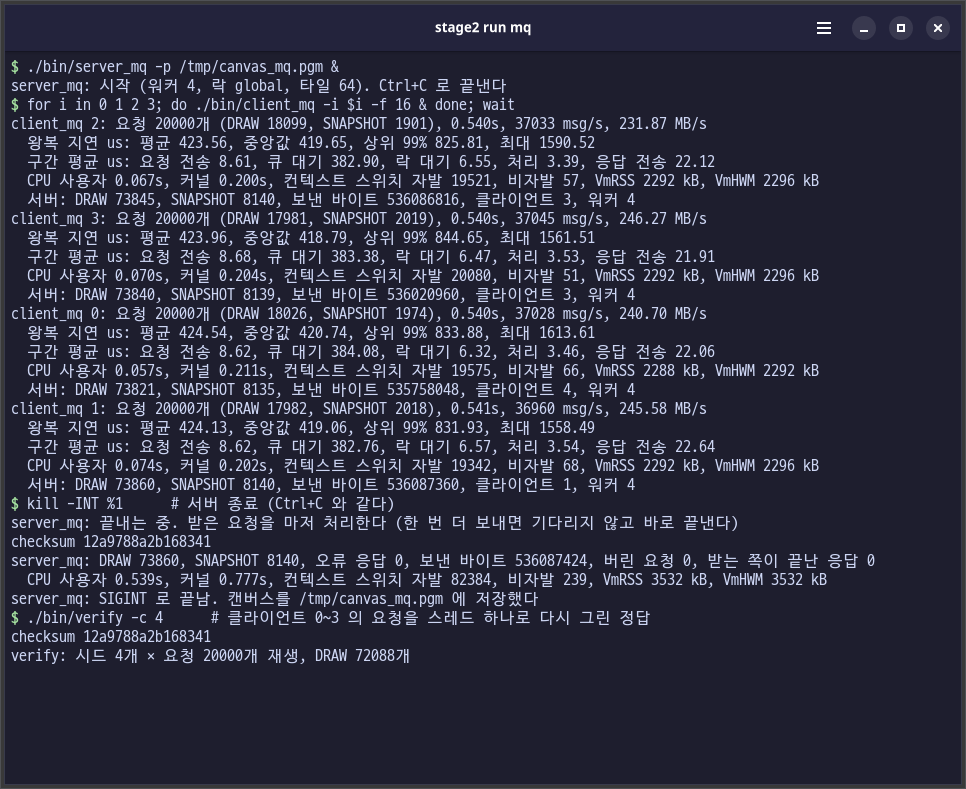 stage2 run mq
$ ./bin/server_mq -p /tmp/canvas_mq.pgm &
server_mq: 시작 (워커 4, 락 global, 타일 64). Ctrl+C 로 끝낸다
$ for i in 0 1 2 3; do ./bin/client_mq -i $i -f 16 & done; wait
client_mq 2: 요청 20000개 (DRAW 18099, SNAPSHOT 1901), 0.540s, 37033 msg/s, 231.87 MB/s
  왕복 지연 us: 평균 423.56, 중앙값 419.65, 상위 99% 825.81, 최대 1590.52
  구간 평균 us: 요청 전송 8.61, 큐 대기 382.90, 락 대기 6.55, 처리 3.39, 응답 전송 22.12
  CPU 사용자 0.067s, 커널 0.200s, 컨텍스트 스위치 자발 19521, 비자발 57, VmRSS 2292 kB, VmHWM 2296 kB
  서버: DRAW 73845, SNAPSHOT 8140, 보낸 바이트 536086816, 클라이언트 3, 워커 4
client_mq 3: 요청 20000개 (DRAW 17981, SNAPSHOT 2019), 0.540s, 37045 msg/s, 246.27 MB/s
  왕복 지연 us: 평균 423.96, 중앙값 418.79, 상위 99% 844.65, 최대 1561.51
  구간 평균 us: 요청 전송 8.68, 큐 대기 383.38, 락 대기 6.47, 처리 3.53, 응답 전송 21.91
  CPU 사용자 0.070s, 커널 0.204s, 컨텍스트 스위치 자발 20080, 비자발 51, VmRSS 2292 kB, VmHWM 2296 kB
  서버: DRAW 73840, SNAPSHOT 8139, 보낸 바이트 536020960, 클라이언트 3, 워커 4
client_mq 0: 요청 20000개 (DRAW 18026, SNAPSHOT 1974), 0.540s, 37028 msg/s, 240.70 MB/s
  왕복 지연 us: 평균 424.54, 중앙값 420.74, 상위 99% 833.88, 최대 1613.61
  구간 평균 us: 요청 전송 8.62, 큐 대기 384.08, 락 대기 6.32, 처리 3.46, 응답 전송 22.06
  CPU 사용자 0.057s, 커널 0.211s, 컨텍스트 스위치 자발 19575, 비자발 66, VmRSS 2288 kB, VmHWM 2292 kB
  서버: DRAW 73821, SNAPSHOT 8135, 보낸 바이트 535758048, 클라이언트 4, 워커 4
client_mq 1: 요청 20000개 (DRAW 17982, SNAPSHOT 2018), 0.541s, 36960 msg/s, 245.58 MB/s
  왕복 지연 us: 평균 424.13, 중앙값 419.06, 상위 99% 831.93, 최대 1558.49
  구간 평균 us: 요청 전송 8.62, 큐 대기 382.76, 락 대기 6.57, 처리 3.54, 응답 전송 22.64
  CPU 사용자 0.074s, 커널 0.202s, 컨텍스트 스위치 자발 19342, 비자발 68, VmRSS 2292 kB, VmHWM 2296 kB
  서버: DRAW 73860, SNAPSHOT 8140, 보낸 바이트 536087360, 클라이언트 1, 워커 4
$ kill -INT %1      # 서버 종료 (Ctrl+C 와 같다)
server_mq: 끝내는 중. 받은 요청을 마저 처리한다 (한 번 더 보내면 기다리지 않고 바로 끝낸다)
checksum 12a9788a2b168341
server_mq: DRAW 73860, SNAPSHOT 8140, 오류 응답 0, 보낸 바이트 536087424, 버린 요청 0, 받는 쪽이 끝난 응답 0
  CPU 사용자 0.539s, 커널 0.777s, 컨텍스트 스위치 자발 82384, 비자발 239, VmRSS 3532 kB, VmHWM 3532 kB
server_mq: SIGINT 로 끝남. 캔버스를 /tmp/canvas_mq.pgm 에 저장했다
$ ./bin/verify -c 4      # 클라이언트 0~3 의 요청을 스레드 하나로 다시 그린 정답
checksum 12a9788a2b168341
verify: 시드 4개 × 요청 20000개 재생, DRAW 72088개